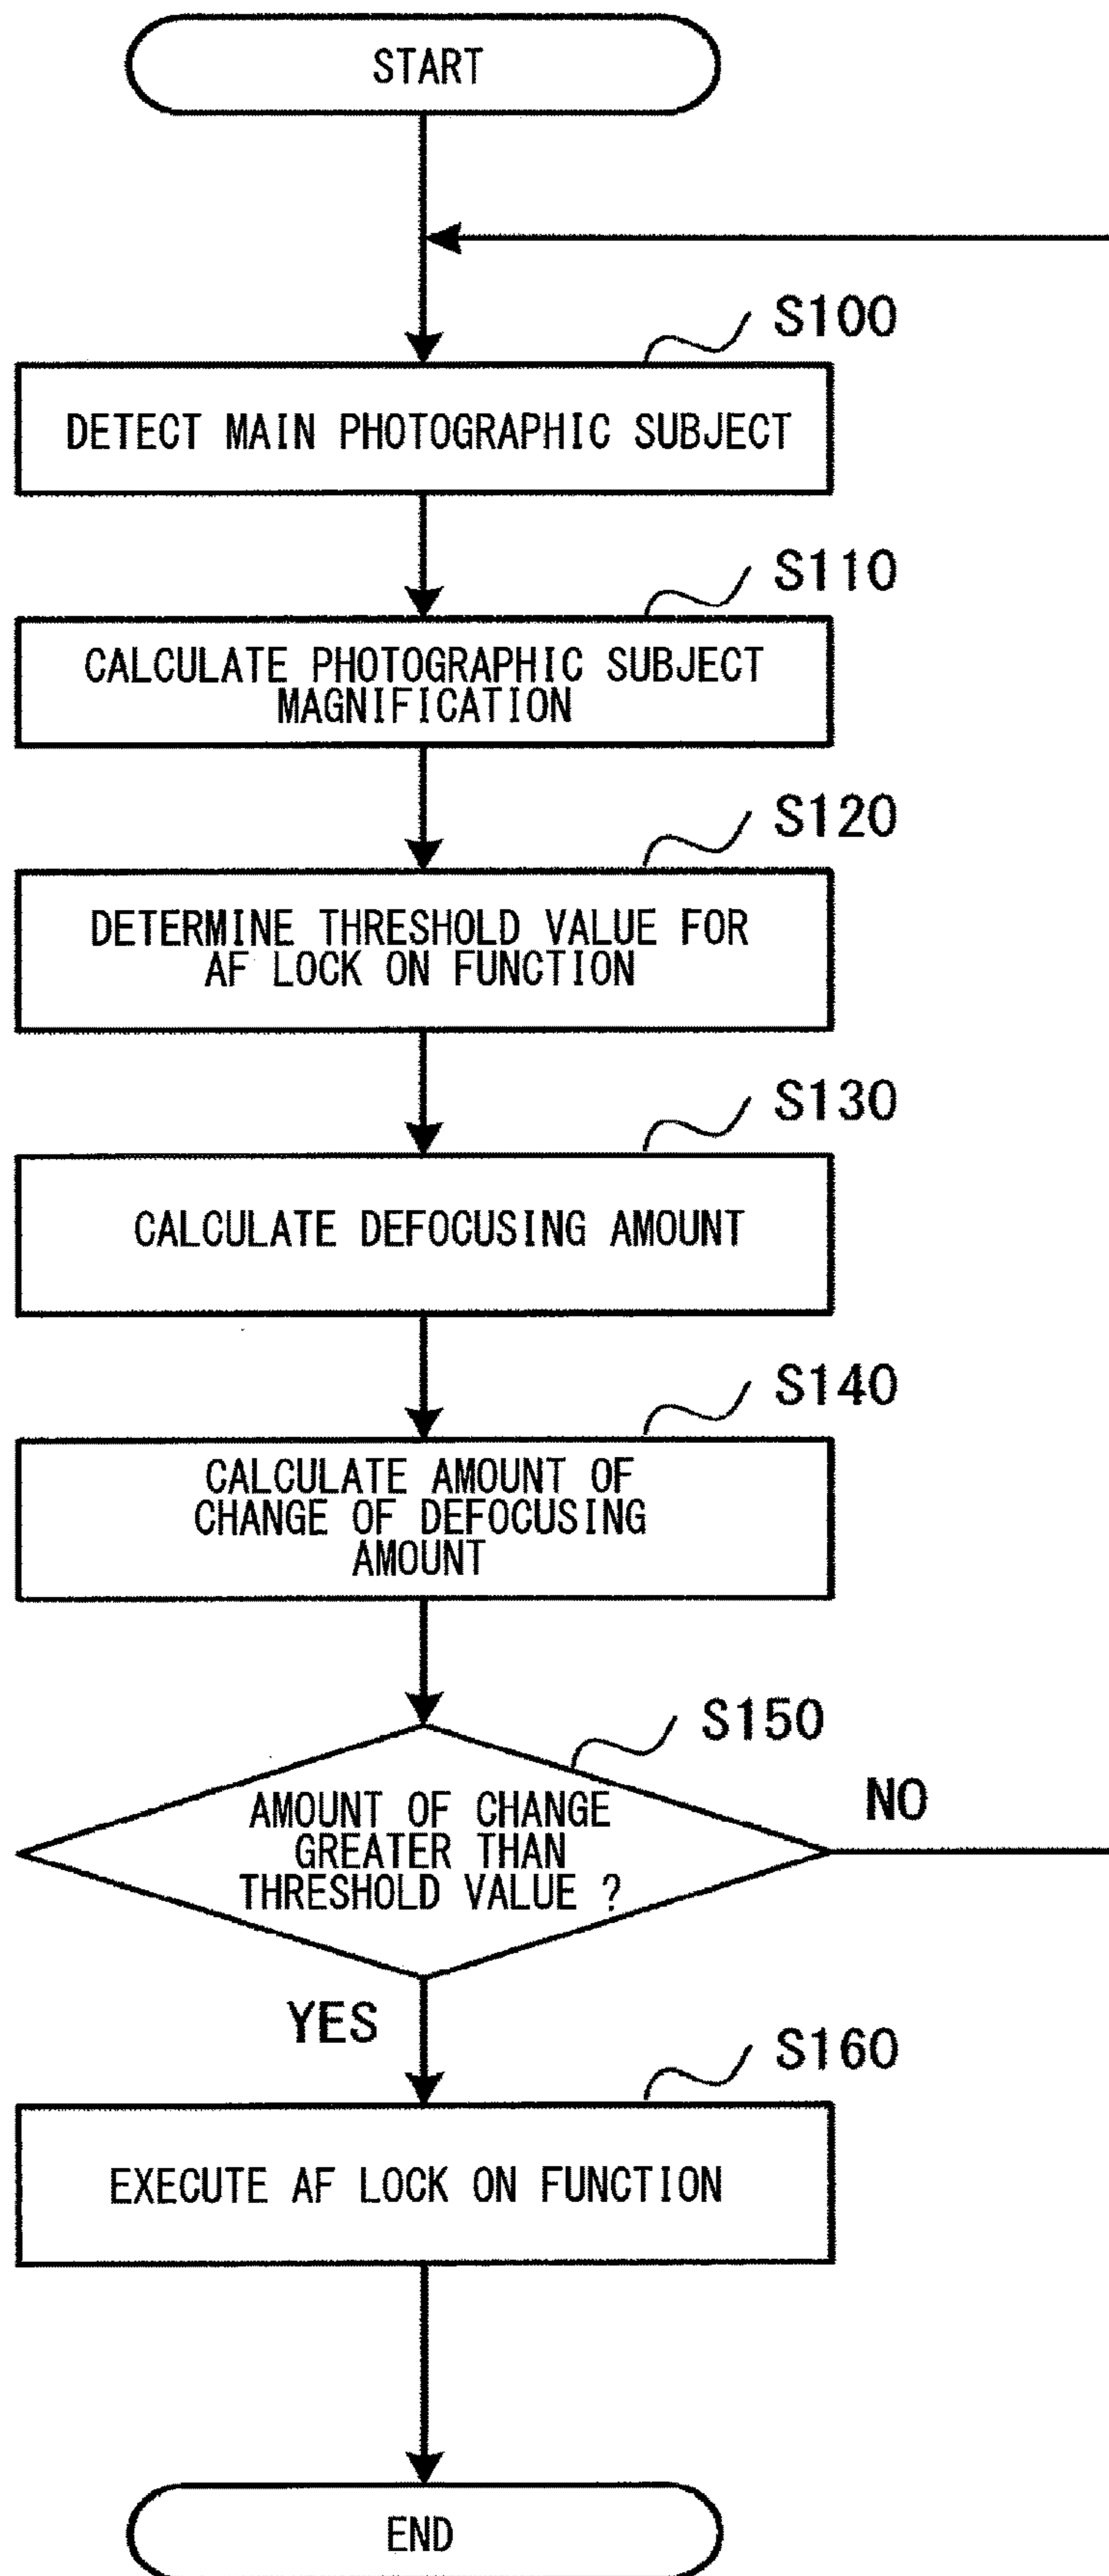 START
S100
DETECT MAIN PHOTOGRAPHIC SUBJECT
S110
CALCULATE PHOTOGRAPHIC SUBJECT
MAGNIFICATION
S120
DETERMINE THRESHOLD VALUE FOR
AF LOCK ON FUNCTION
S130
CALCULATE DEFOCUSING AMOUNT
S140
CALCULATE AMOUNT OF
CHANGE OF DEFOCUSING
AMOUNT
S150
AMOUNT OF CHANGE
GREATER THAN
THRESHOLD VALUE ?
NO
YES
S160
EXECUTE AF LOCK ON FUNCTION
END